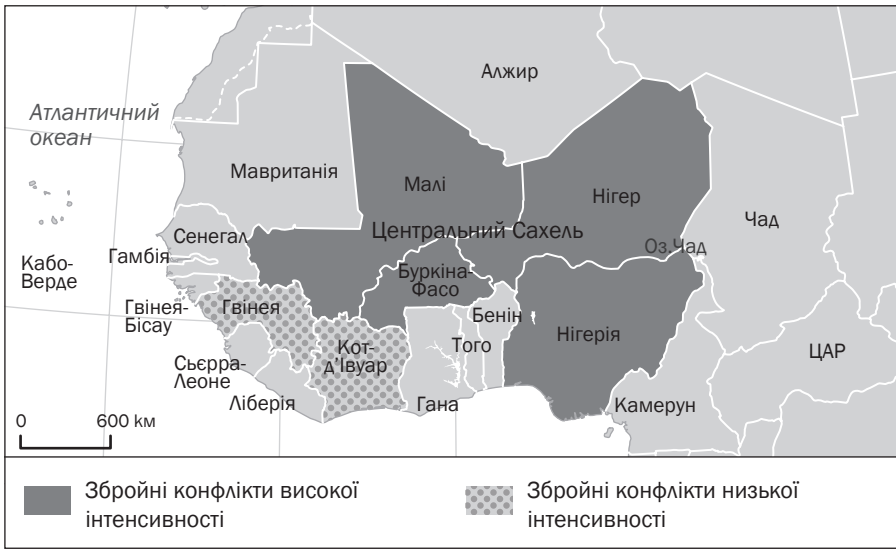 Алжир
Атлантичний
океан
Мавританія
Малі
Нігер
Чад
Сенегал
Центральний Сахель
Оз.Чад
Гамбія
Кабо-
Верде
Буркіна-
Фасо
Гвінея-
Бісау
Гвінея
Бенін
Нігерія
Кот-
д'Івуар
Того
ЦАР
Сьєрра-
Леоне
Ліберія
Гана
Камерун
0 600 км
Збройні конфлікти високої
інтенсивності
Збройні конфлікти низької
інтенсивності